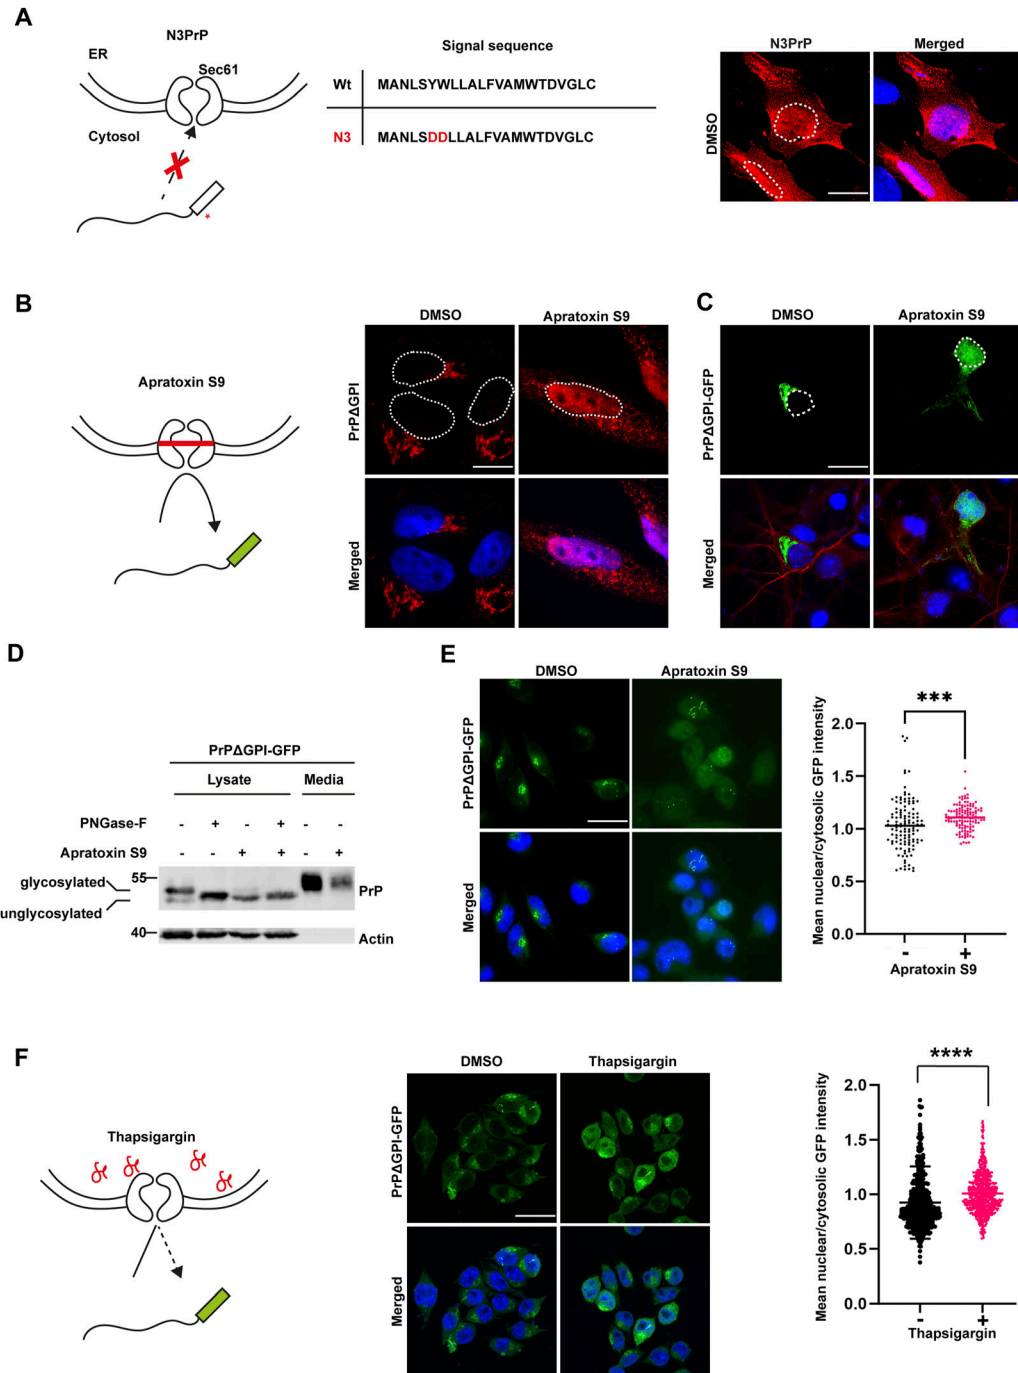 A
N3PrP
ER
Sec61
Cytosol
*
Signal sequence
Wt MANLSYWLLALFVAMWTDVGLC
N3 MANLSDDLLALFVAMWTDVGLC
N3PrP Merged
DMSO
B
Apratoxin S9
DMSO Apratoxin S9
PrPΔGPI
Merged
C
DMSO Apratoxin S9
PrPΔGPI-GFP
Merged
D
PrPΔGPI-GFP
Lysate Media
PNGase-F - + - +
Apratoxin S9 - - + + - +
glycosylated 55 PrP
unglycosylated
40 Actin
E
DMSO Apratoxin S9
PrPΔGPI-GFP
Merged
Mean nuclear/cytosolic GFP intensity
***
2.0
1.5
1.0
0.5
0.0
- +
Apratoxin S9
F
Thapsigargin
DMSO Thapsigargin
PrPΔGPI-GFP
Merged
Mean nuclear/cytosolic GFP intensity
****
2.0
1.5
1.0
0.5
0.0
- +
Thapsigargin